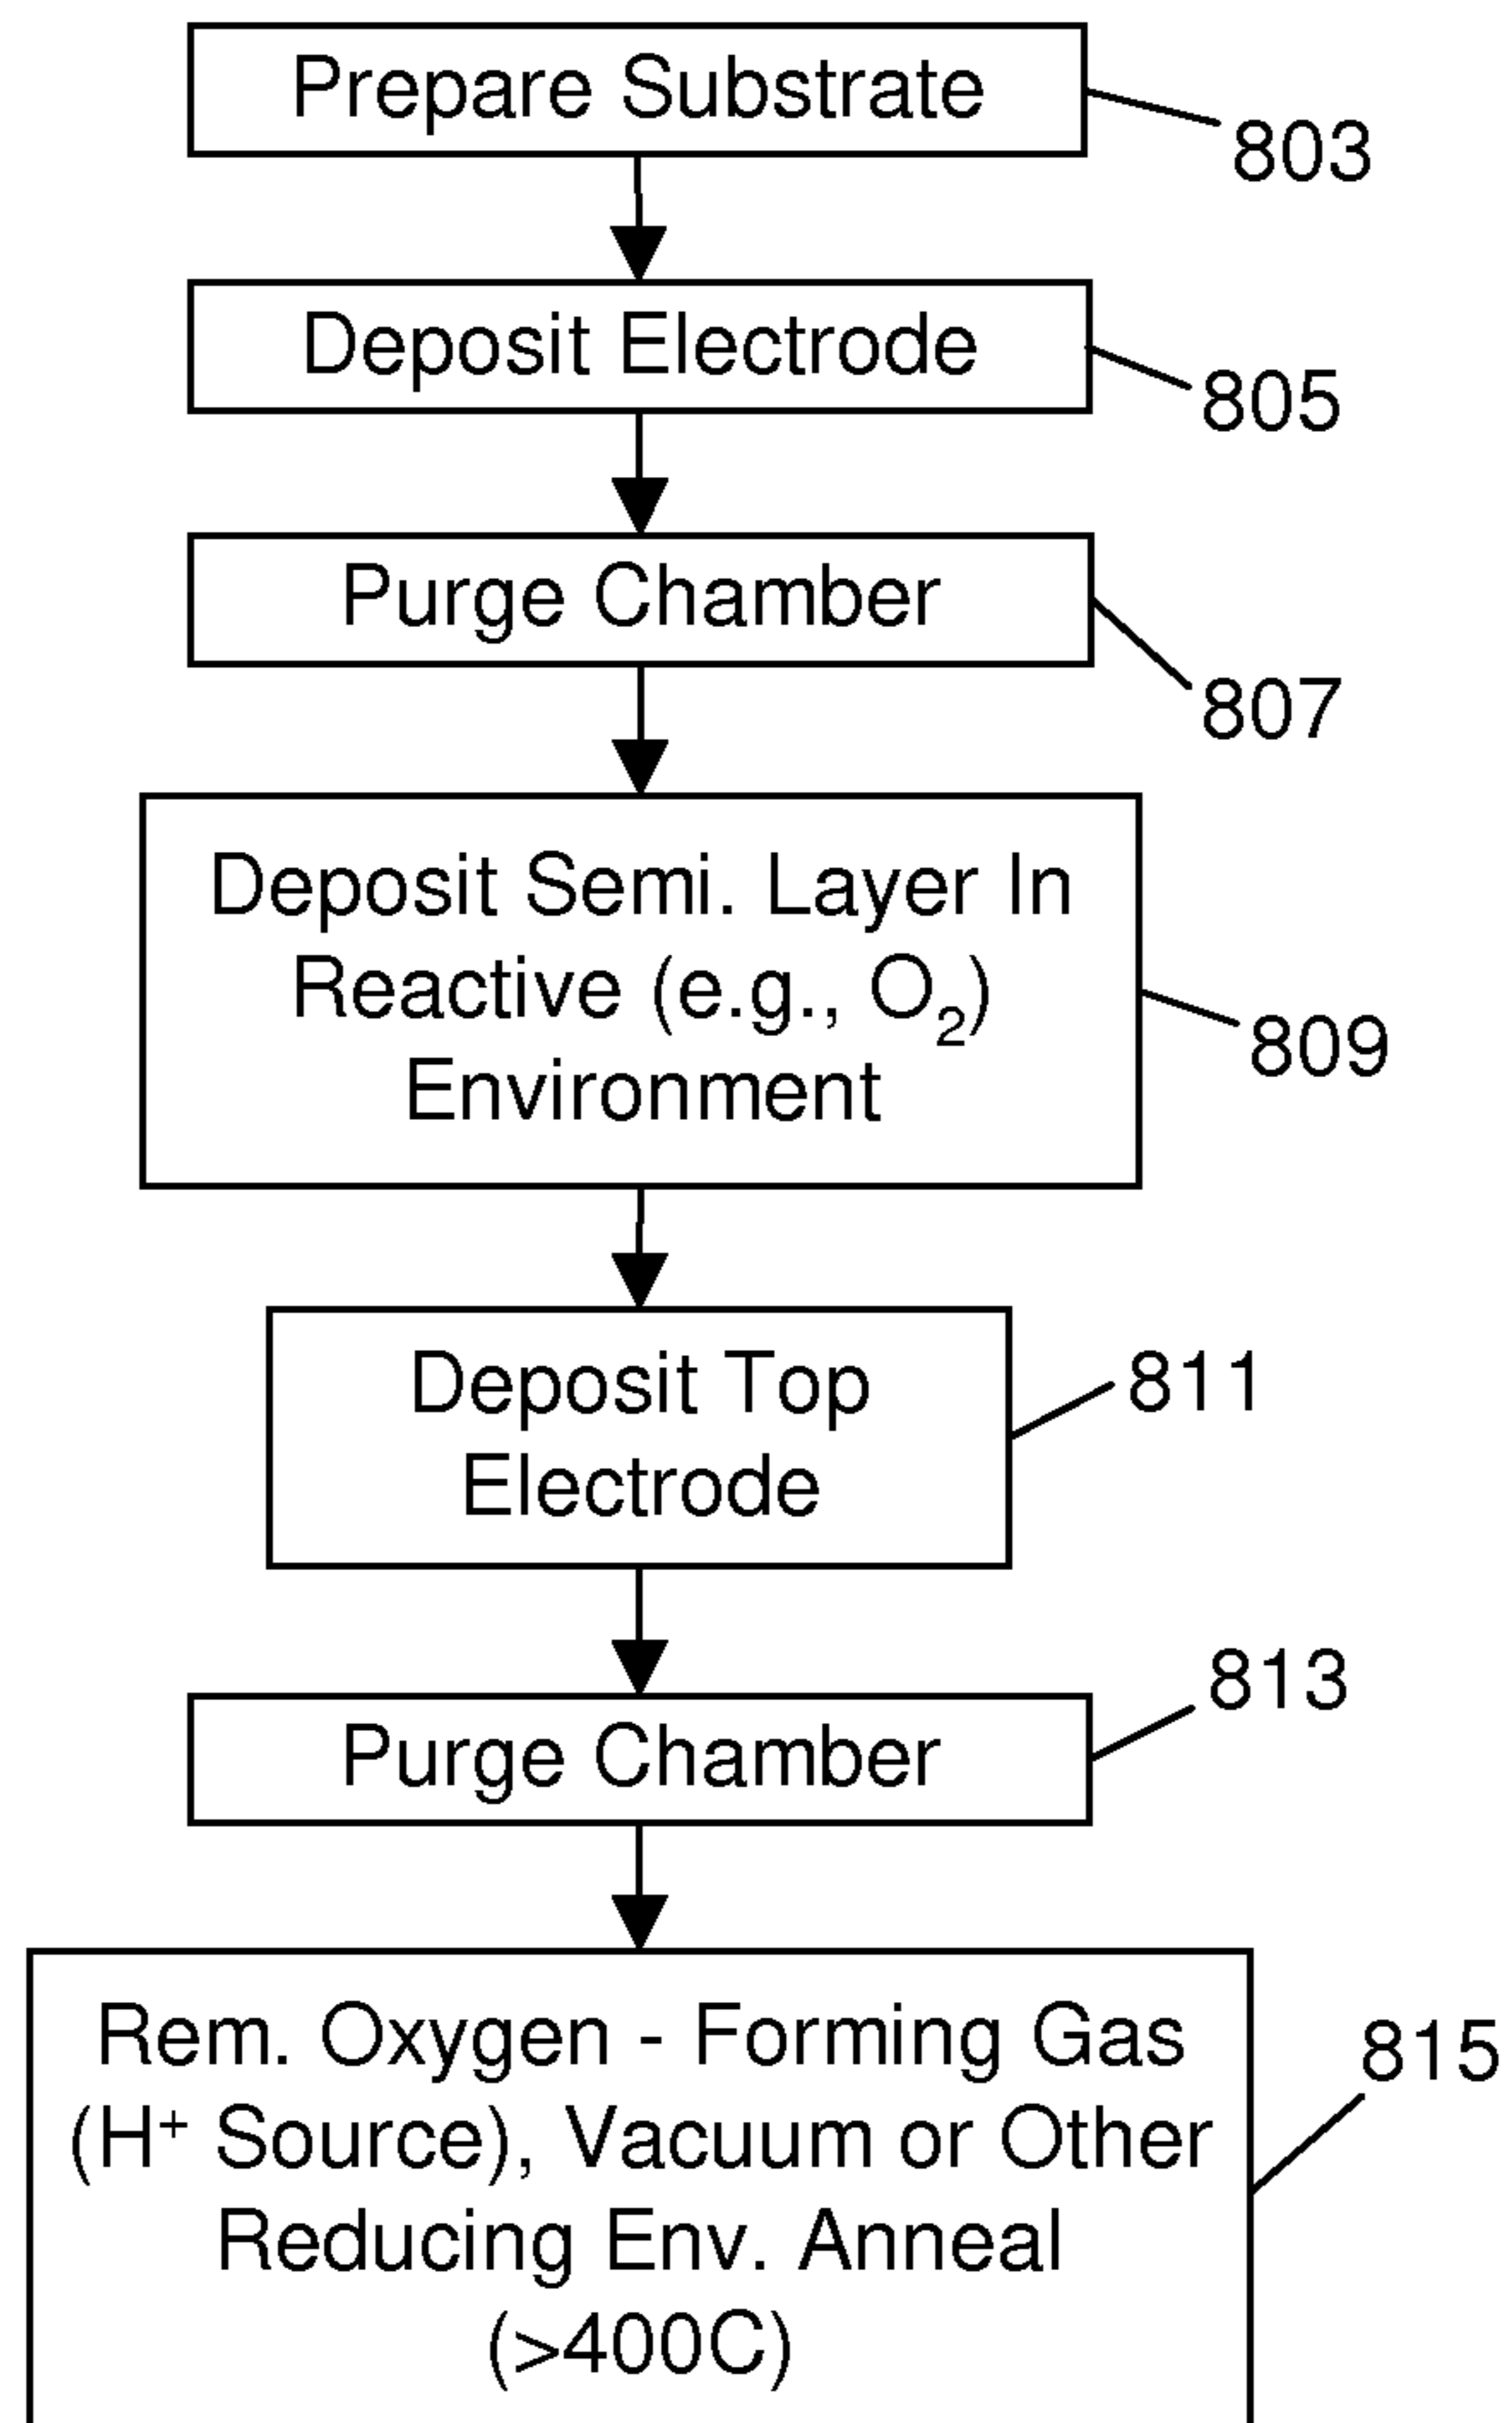 Prepare Substrate
803
Deposit Electrode
805
Purge Chamber
807
Deposit Semi. Layer In
Reactive (e.g., O₂)
Environment
809
Deposit Top
Electrode
811
Purge Chamber
813
Rem. Oxygen - Forming Gas
(H⁺ Source), Vacuum or Other
Reducing Env. Anneal
(>400C)
815